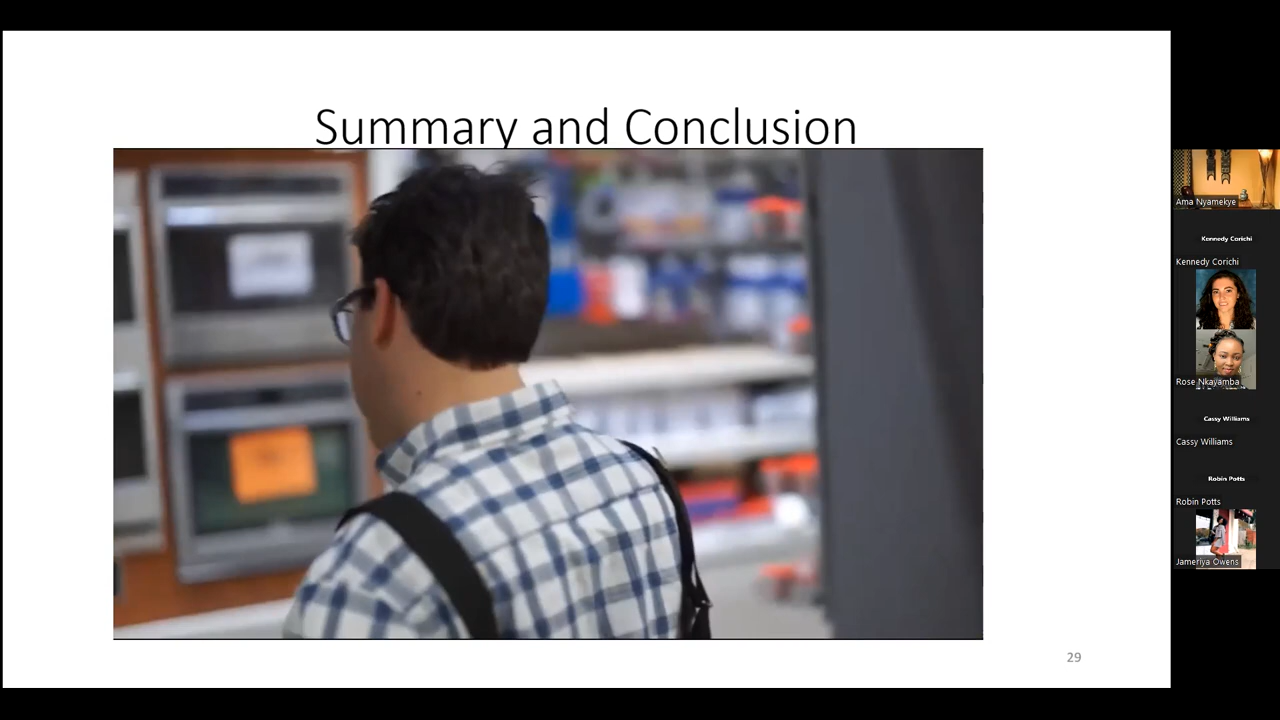 Summary and Conclusion
29
Ama Nyamekye
Kennedy Corichi
Kennedy Corichi
Rose Nkayamba
Cassy Williams
Cassy Williams
Robin Potts
Robin Potts
Jameriya Owens